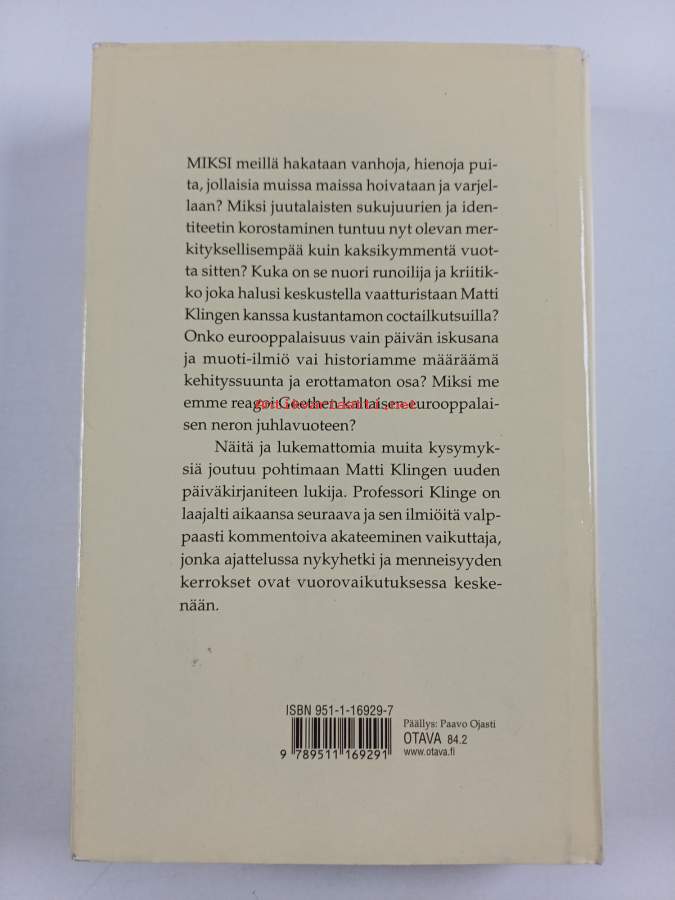 MIKSI meillä hakataan vanhoja, hienoja pui-
ta, jollaisia muissa maissa hoivataan ja varjel-
laan? Miksi juutalaisten sukujuurien ja iden-
titeetin korostaminen tuntuu nyt olevan mer-
kityksellisempää kuin kaksikymmentä vuot-
ta sitten? Kuka on se nuori runoilija ja kriitik-
ko joka halusi keskustella vaatturistaan Matti
Klingen kanssa kustantamon coctailkutsuilla?
Onko eurooppalaisuus vain päivän iskusana
ja muoti-ilmiö vai historiamme määräämä
kehityssuunta ja erottamaton osa? Miksi me
emme reagoi Goethen kaltaisen eurooppalai-
sen neron juhlavuoteen?
Näitä ja lukemattomia muita kysymyk-
siä joutuu pohtimaan Matti Klingen uuden
päiväkirjaniteen lukija. Professori Klinge on
laajalti aikaansa seuraava ja sen ilmiöitä valp-
paasti kommentoiva akateeminen vaikuttaja,
jonka ajattelussa nykyhetki ja menneisyyden
kerrokset ovat vuorovaikutuksessa keske-
nään.
ISBN 951-1-16929-7
9 789511 169291
Päällys: Paavo Ojasti
OTAVA 84.2
www.otava.fi